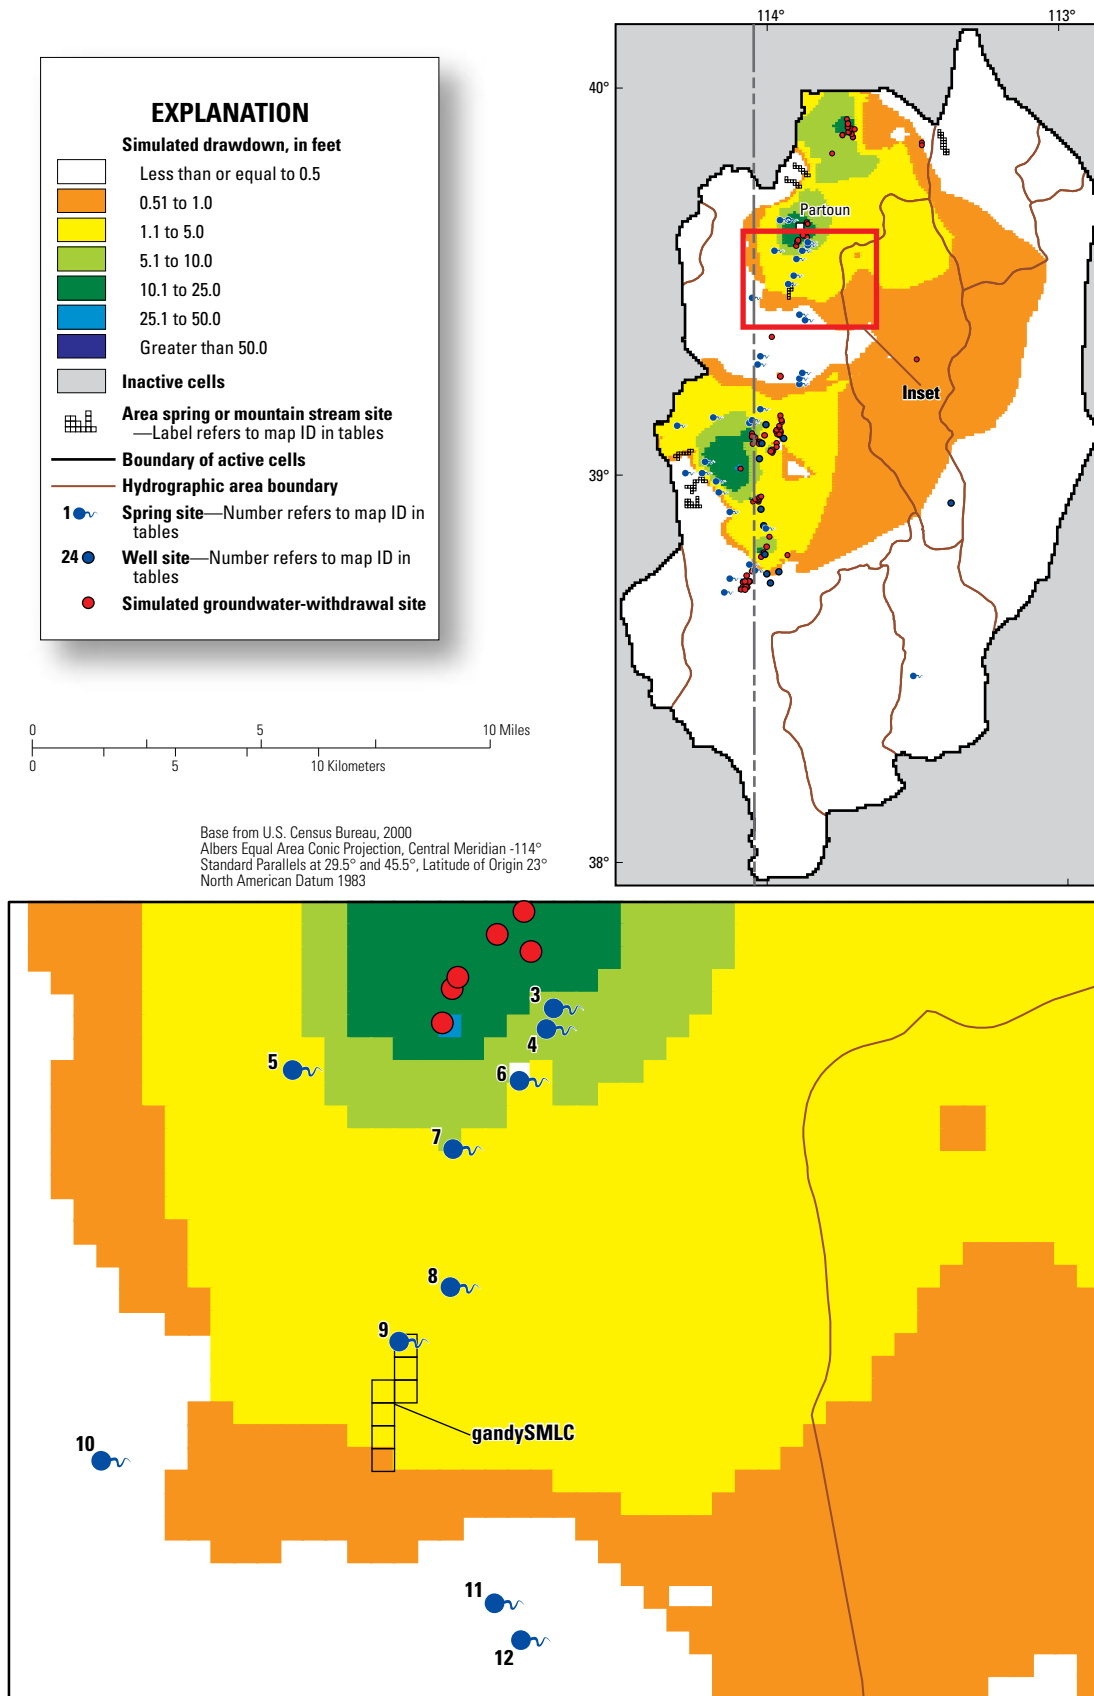 EXPLANATION
Simulated drawdown, in feet
Less than or equal to 0.5
0.51 to 1.0
1.1 to 5.0
5.1 to 10.0
10.1 to 25.0
25.1 to 50.0
Greater than 50.0
Inactive cells
Area spring or mountain stream site
—Label refers to map ID in tables
Boundary of active cells
Hydrographic area boundary
1 Spring site—Number refers to map ID in
tables
24 Well site—Number refers to map ID in
tables
Simulated groundwater-withdrawal site
0 5 10 Miles
0 5 10 Kilometers
Base from U.S. Census Bureau, 2000
Albers Equal Area Conic Projection, Central Meridian -114°
Standard Parallels at 29.5° and 45.5°, Latitude of Origin 23°
North American Datum 1983
114° 113°
40°
Partoun
Inset
39°
38°
3
4
5
6
7
8
9
gandySMLC
10
11
12